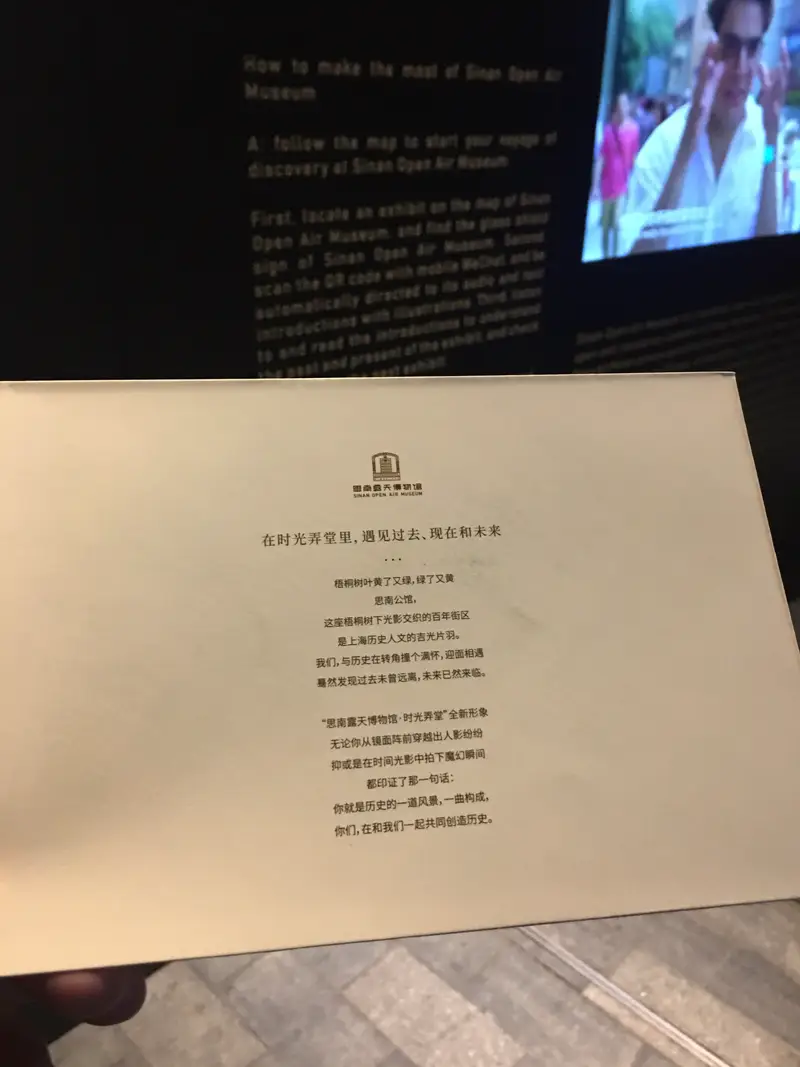 How to make the most of Sinan Open Air
Museum
A: follow the map to start your voyage of
discovery at Sinan Open Air Museum
First, locate an exhibit on the map of Sinan
Open Air Museum, and find the glass shield
sign of Sinan Open Air Museum. Second,
scan the QR code with mobile WeChat, and be
automatically directed to its audio and text
introductions with illustrations. Third, listen
to and read the introductions to understand
the past and present of the exhibit, and check
next exhibit.
思南露天博物馆
SINAN OPEN AIR MUSEUM
在时光弄堂里，遇见过去、现在和未来
...
梧桐树叶黄了又绿，绿了又黄
思南公馆，
这座梧桐树下光影交织的百年街区
是上海历史人文的吉光片羽。
我们，与历史在转角撞个满怀，迎面相遇
蓦然发现过去未曾远离，未来已然来临。
“思南露天博物馆·时光弄堂”全新形象
无论你从镜面阵前穿越出人影纷纷
抑或是在时间光影中拍下魔幻瞬间
都印证了那一句话：
你就是历史的一道风景，一曲构成，
你们，在和我们一起共同创造历史。